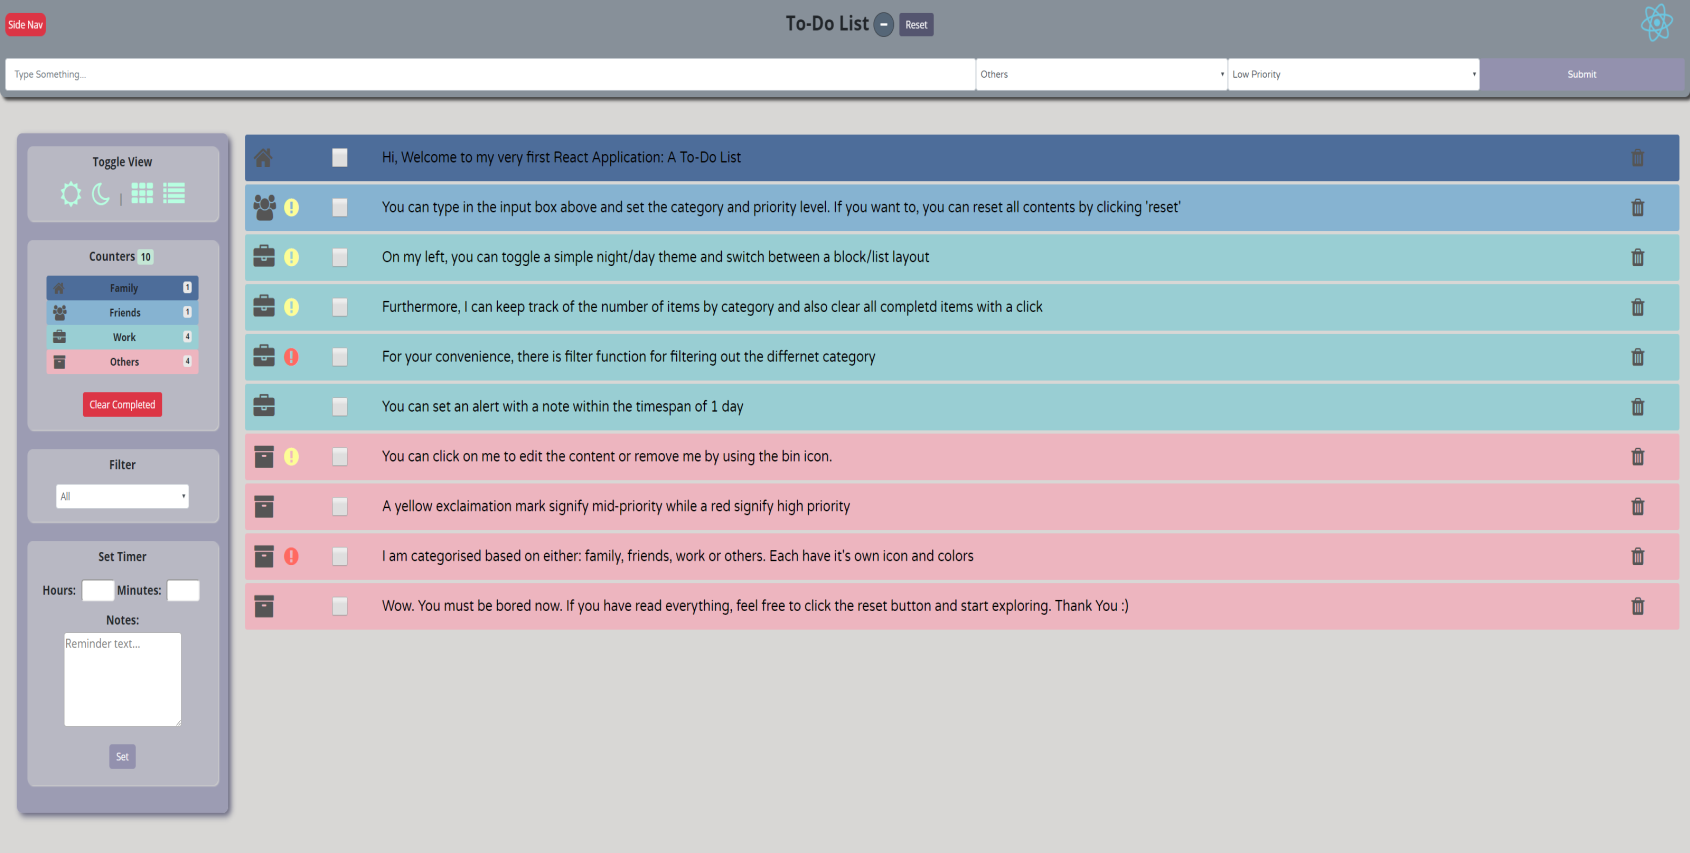 Side Nav
To-Do List - Reset
Type Something...
Others
Low Priority
Submit
Toggle View
|
Counters 10
Family 1
Friends 1
Work 4
Others 4
Clear Completed
Filter
All
Set Timer
Hours: Minutes:
Notes:
Reminder text...
Set
Hi, Welcome to my very first React Application: A To-Do List
You can type in the input box above and set the category and priority level. If you want to, you can reset all contents by clicking 'reset'
On my left, you can toggle a simple night/day theme and switch between a block/list layout
Furthermore, I can keep track of the number of items by category and also clear all completd items with a click
For your convenience, there is filter function for filtering out the differnet category
You can set an alert with a note within the timespan of 1 day
You can click on me to edit the content or remove me by using the bin icon.
A yellow exclaimation mark signify mid-priority while a red signify high priority
I am categorised based on either: family, friends, work or others. Each have it's own icon and colors
Wow. You must be bored now. If you have read everything, feel free to click the reset button and start exploring. Thank You :)